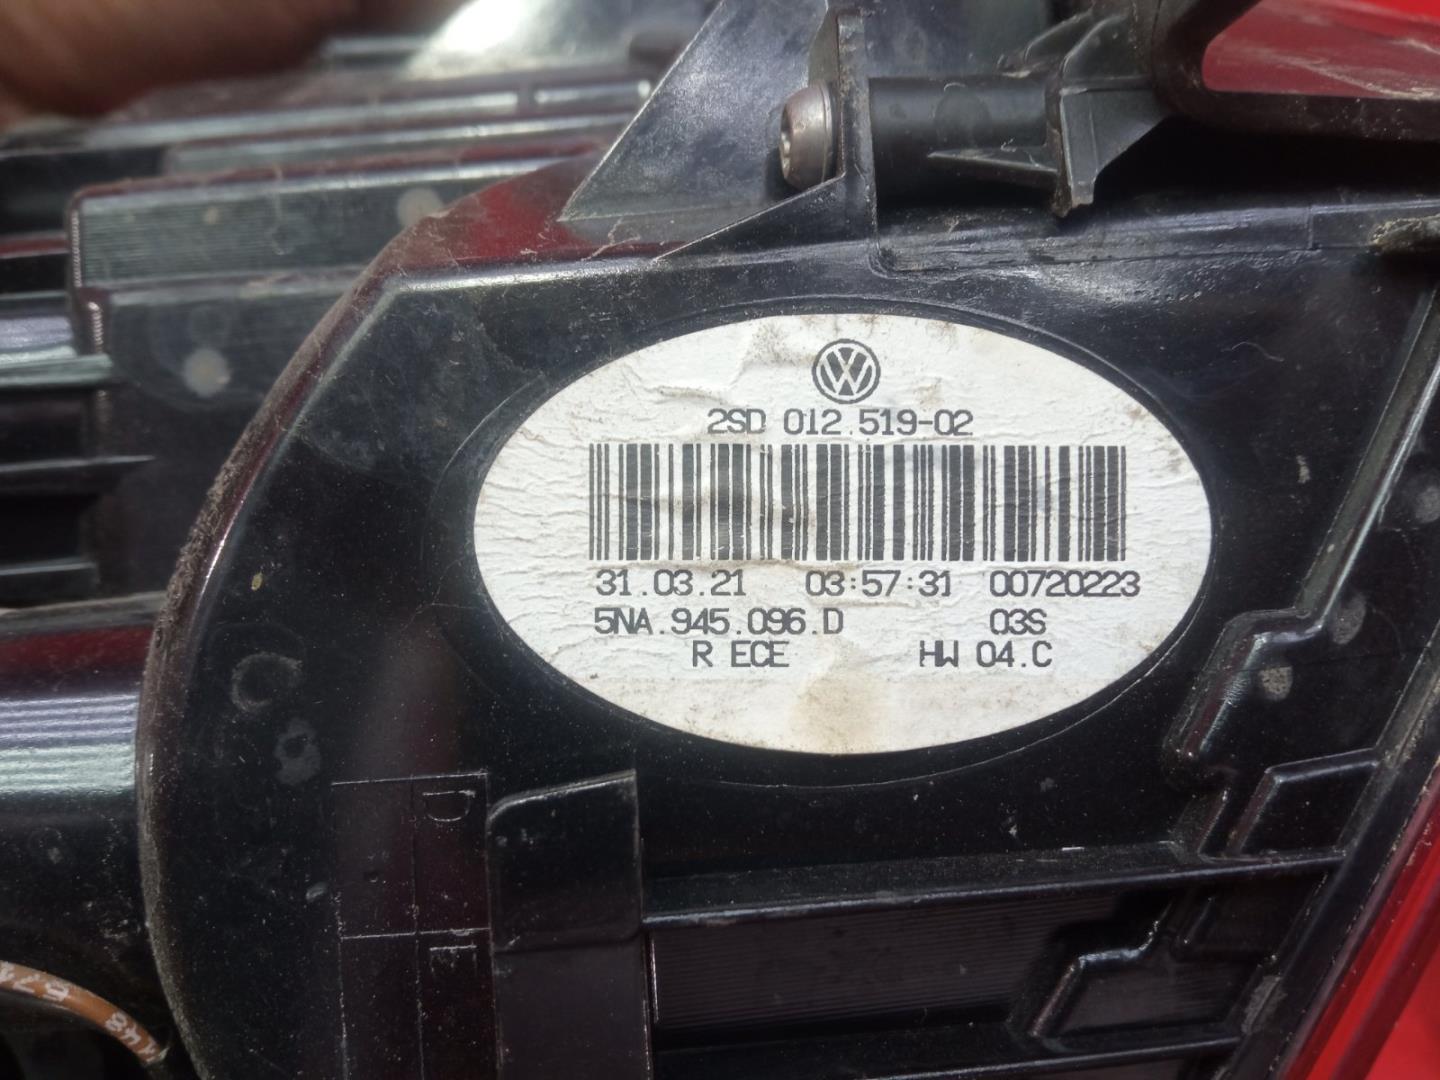 2SD 012.519-02
31.03.21 03:57:31 00720223
5NA.945.096.D 03S
R ECE HW 04.C